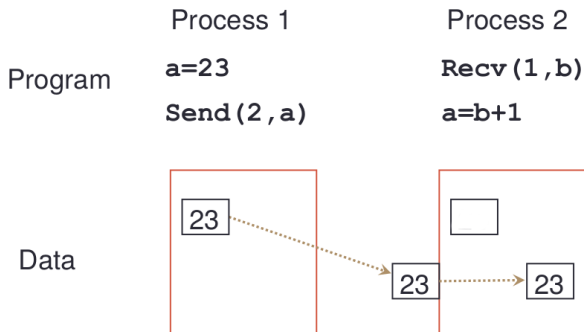 Process 1 Process 2
Program a=23 Recv(1,b)
Send(2,a) a=b+1
23
Data 23 23